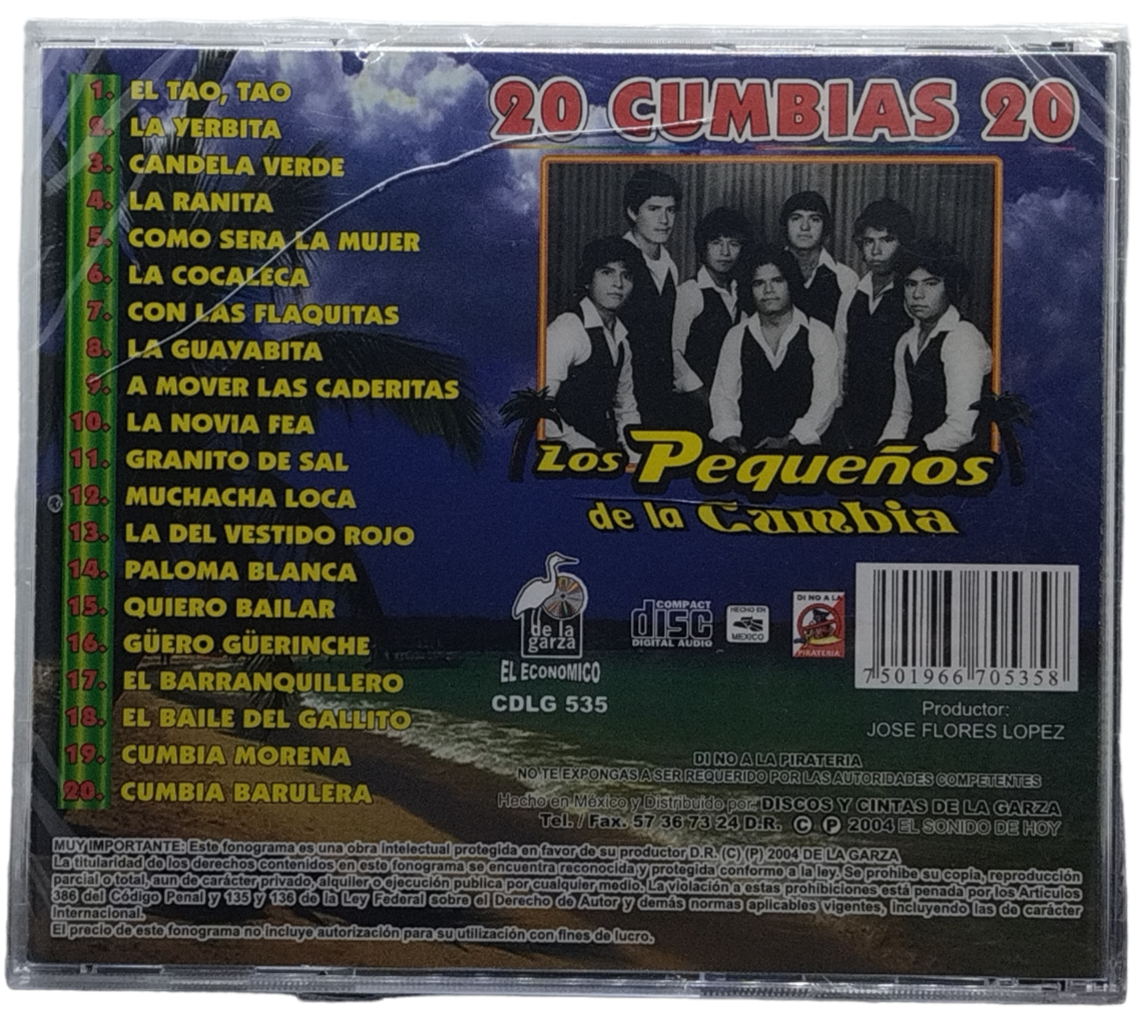 1. EL TAO, TAO
2. LA YERBITA
3. CANDELA VERDE
4. LA RANITA
5. COMO SERA LA MUJER
6. LA COCALECA
7. CON LAS FLAQUITAS
8. LA GUAYABITA
9. A MOVER LAS CADERITAS
10. LA NOVIA FEA
11. GRANITO DE SAL
12. MUCHACHA LOCA
13. LA DEL VESTIDO ROJO
14. PALOMA BLANCA
15. QUIERO BAILAR
16. GÜERO GÜERINCHE
17. EL BARRANQUILLERO
18. EL BAILE DEL GALLITO
19. CUMBIA MORENA
20. CUMBIA BARULERA
20 CUMBIAS 20
Los Pequeños
de la Cumbia
de la
garza
EL ECONOMICO
CDLG 535
COMPACT
disc
DIGITAL AUDIO
HECHO EN
MEXICO
DI NO A LA
PIRATERIA
7 501966 705358
Productor:
JOSE FLORES LOPEZ
DI NO A LA PIRATERIA
NO TE EXPONGAS A SER REQUERIDO POR LAS AUTORIDADES COMPETENTES
Hecho en México y Distribuido por: DISCOS Y CINTAS DE LA GARZA
Tel. / Fax. 57 36 73 24 D.R. © Ⓟ 2004 EL SONIDO DE HOY
MUY IMPORTANTE: Este fonograma es una obra intelectual protegida en favor de su productor D.R. (C) (P) 2004 DE LA GARZA
La titularidad de los derechos contenidos en este fonograma se encuentra reconocida y protegida conforme a la ley. Se prohibe su copia, reproducción
parcial o total, aun de carácter privado, alquiler o ejecución publica por cualquier medio. La violación a estas prohibiciones está penada por los Artículos
386 del Código Penal y 135 y 136 de la Ley Federal sobre el Derecho de Autor y demás normas aplicables vigentes, incluyendo las de carácter
internacional.
El precio de este fonograma no incluye autorización para su utilización con fines de lucro.